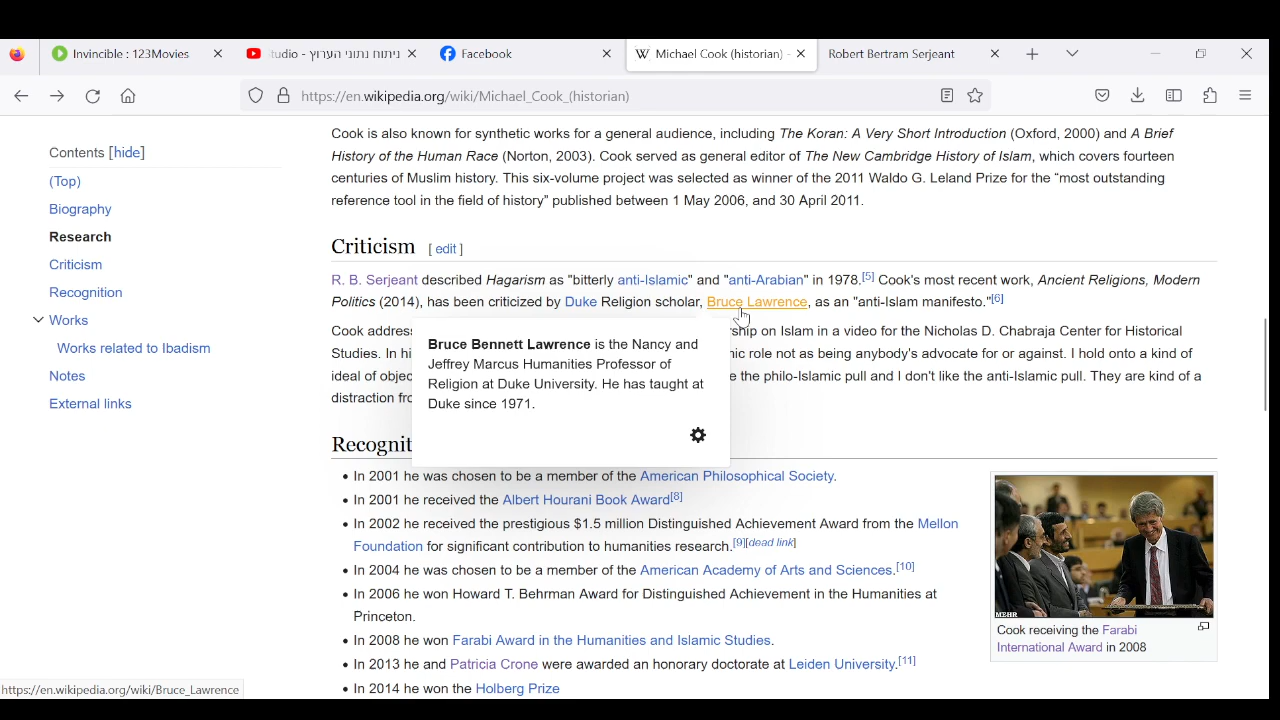 Invincible : 123Movies
tudio - ניתוח נתוני הערוץ
Facebook
Michael Cook (historian) -
Robert Bertram Serjeant
https://en.wikipedia.org/wiki/Michael_Cook_(historian)
Contents [hide]
(Top)
Biography
Research
Criticism
Recognition
Works
Works related to Ibadism
Notes
External links
Cook is also known for synthetic works for a general audience, including The Koran: A Very Short Introduction (Oxford, 2000) and A Brief
History of the Human Race (Norton, 2003). Cook served as general editor of The New Cambridge History of Islam, which covers fourteen
centuries of Muslim history. This six-volume project was selected as winner of the 2011 Waldo G. Leland Prize for the “most outstanding
reference tool in the field of history” published between 1 May 2006, and 30 April 2011.
Criticism [ edit ]
R. B. Serjeant described Hagarism as "bitterly anti-Islamic" and "anti-Arabian" in 1978.[5] Cook's most recent work, Ancient Religions, Modern
Politics (2014), has been criticized by Duke Religion scholar, Bruce Lawrence, as an "anti-Islam manifesto."[6]
Cook addres rship on Islam in a video for the Nicholas D. Chabraja Center for Historical
Studies. In hi ic role not as being anybody's advocate for or against. I hold onto a kind of
ideal of objec e the philo-Islamic pull and I don't like the anti-Islamic pull. They are kind of a
distraction fro
Bruce Bennett Lawrence is the Nancy and
Jeffrey Marcus Humanities Professor of
Religion at Duke University. He has taught at
Duke since 1971.
Recognit
• In 2001 he was chosen to be a member of the American Philosophical Society.
• In 2001 he received the Albert Hourani Book Award[8]
• In 2002 he received the prestigious $1.5 million Distinguished Achievement Award from the Mellon
Foundation for significant contribution to humanities research.[9][dead link]
• In 2004 he was chosen to be a member of the American Academy of Arts and Sciences.[10]
• In 2006 he won Howard T. Behrman Award for Distinguished Achievement in the Humanities at
Princeton.
• In 2008 he won Farabi Award in the Humanities and Islamic Studies.
• In 2013 he and Patricia Crone were awarded an honorary doctorate at Leiden University.[11]
• In 2014 he won the Holberg Prize
MEHR
Cook receiving the Farabi
International Award in 2008
https://en.wikipedia.org/wiki/Bruce_Lawrence